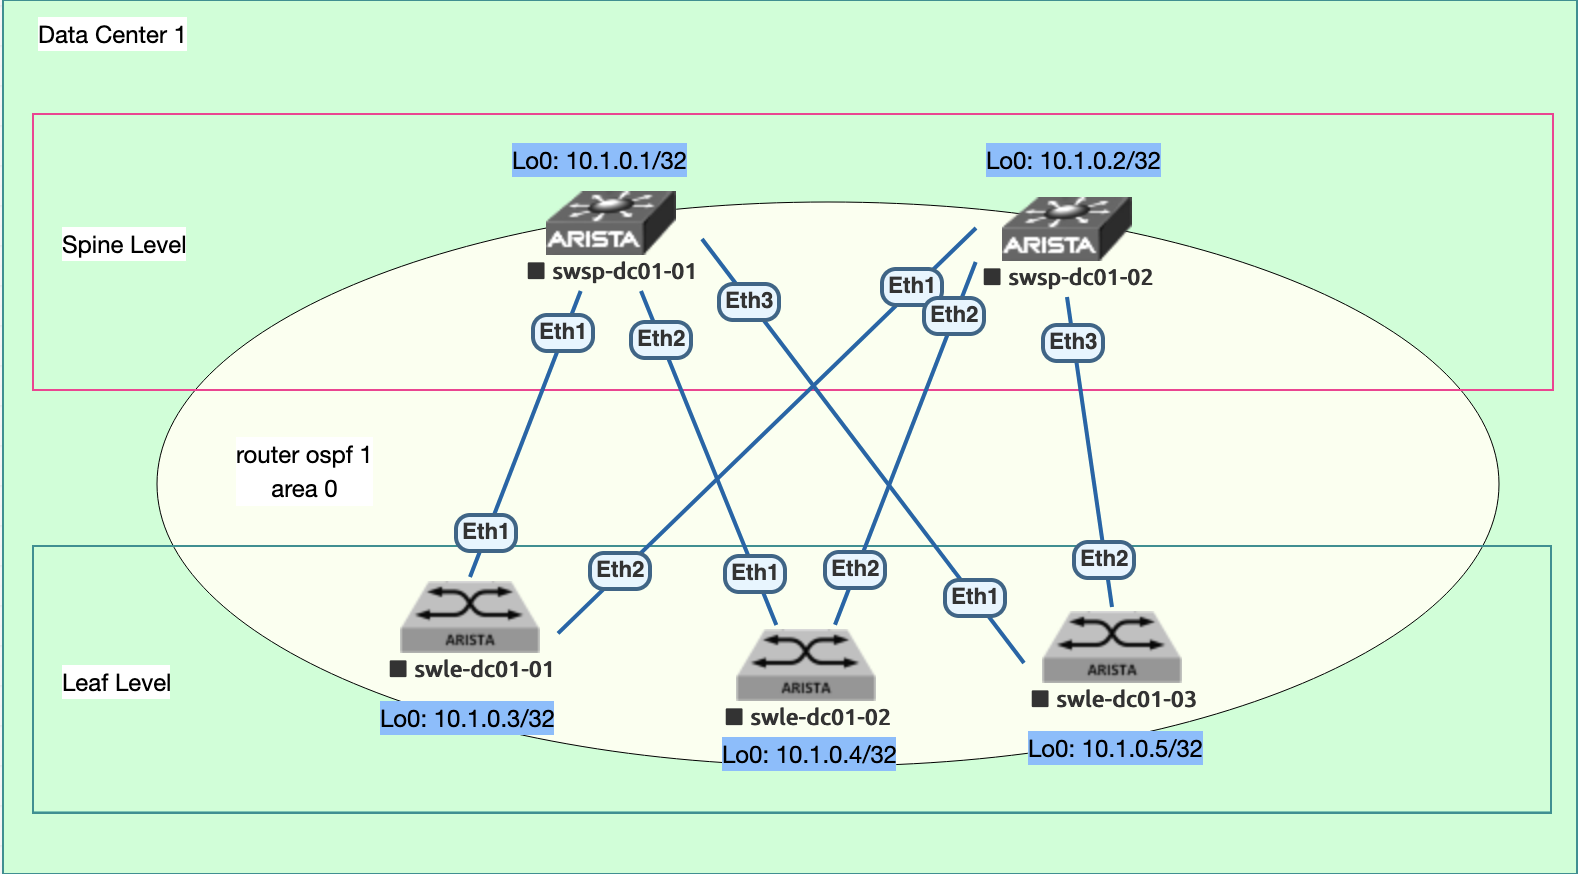 Data Center 1
Lo0: 10.1.0.1/32
Lo0: 10.1.0.2/32
ARISTA
ARISTA
Spine Level
swsp-dc01-01
swsp-dc01-02
Eth1
Eth2
Eth3
Eth1
Eth2
Eth3
router ospf 1
area 0
Eth1
Eth2
Eth1
Eth2
Eth1
Eth2
ARISTA
ARISTA
ARISTA
swle-dc01-01
Leaf Level
swle-dc01-02
swle-dc01-03
Lo0: 10.1.0.3/32
Lo0: 10.1.0.4/32
Lo0: 10.1.0.5/32